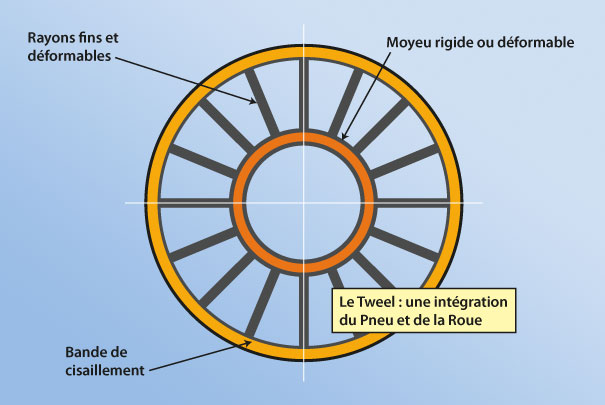 Rayons fins et
déformables
Moyeu rigide ou déformable
Le Tweel : une intégration
du Pneu et de la Roue
Bande de
cisaillement